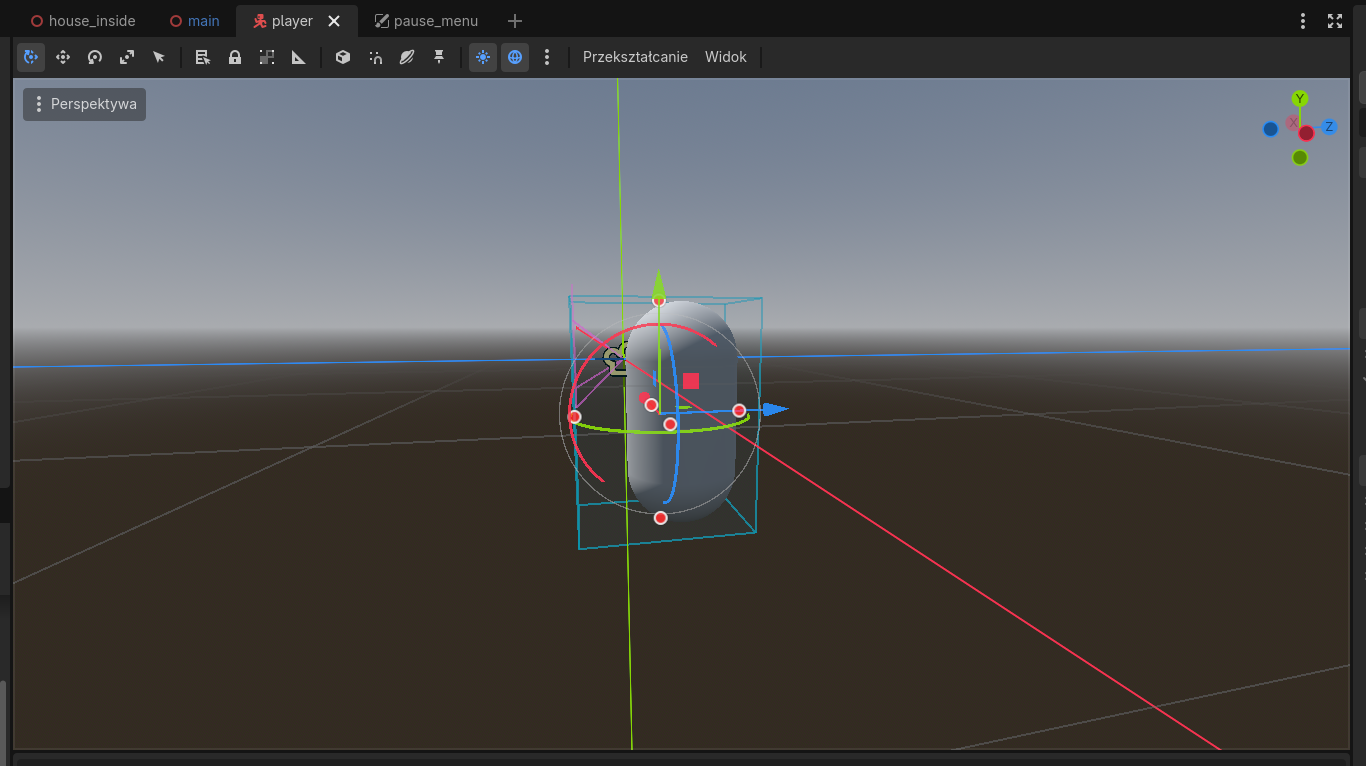 house_inside
main
player
pause_menu
Przekształcanie
Widok
Perspektywa
Y
X
Z